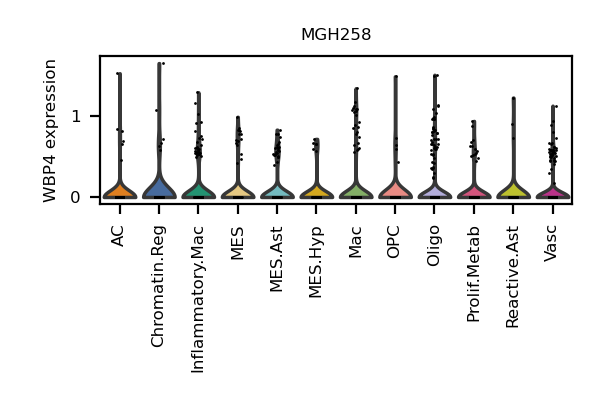 MGH258
WBP4 expression
1
0
AC
Chromatin.Reg
Inflammatory.Mac
MES
MES.Ast
MES.Hyp
Mac
OPC
Oligo
Prolif.Metab
Reactive.Ast
Vasc